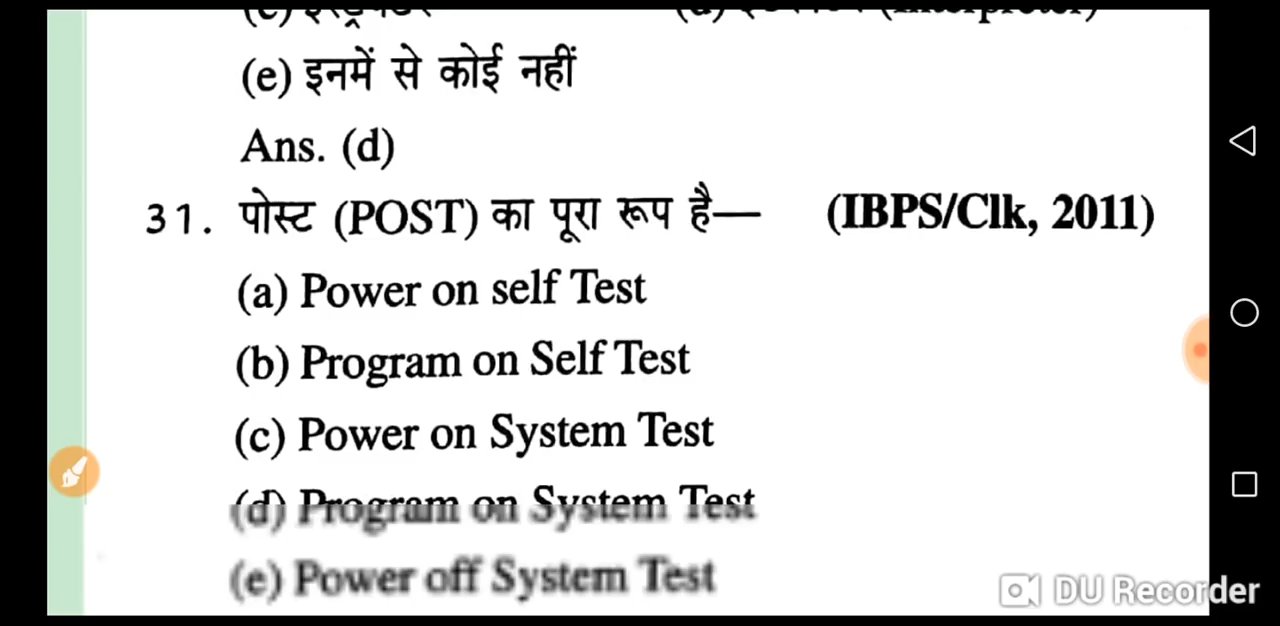 (e) इनमें से कोई नहीं
Ans. (d)
31. पोस्ट (POST) का पूरा रूप है— (IBPS/Clk, 2011)
(a) Power on self Test
(b) Program on Self Test
(c) Power on System Test
(d) Program on System Test
(e) Power off System Test
DU Recorder